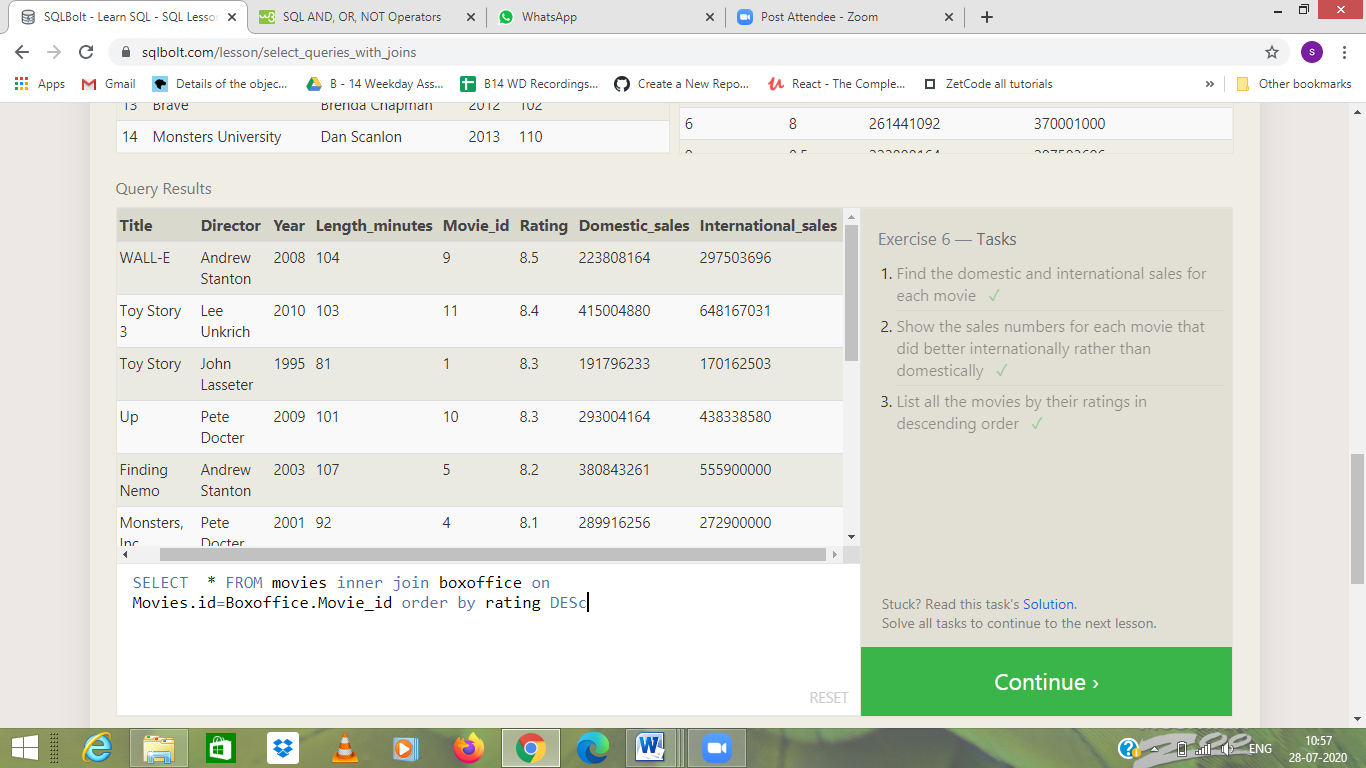 SQLBolt - Learn SQL - SQL Lesson
SQL AND, OR, NOT Operators
WhatsApp
Post Attendee - Zoom
sqlbolt.com/lesson/select_queries_with_joins
S
Apps Gmail Details of the objec... B - 14 Weekday Ass... B14 WD Recordings... Create a New Repo... React - The Comple... ZetCode all tutorials » Other bookmarks
13 Brave Brenda Chapman 2012 102
14 Monsters University Dan Scanlon 2013 110
6 8 261441092 370001000
Query Results
Title Director Year Length_minutes Movie_id Rating Domestic_sales International_sales
WALL-E Andrew Stanton 2008 104 9 8.5 223808164 297503696
Toy Story 3 Lee Unkrich 2010 103 11 8.4 415004880 648167031
Toy Story John Lasseter 1995 81 1 8.3 191796233 170162503
Up Pete Docter 2009 101 10 8.3 293004164 438338580
Finding Nemo Andrew Stanton 2003 107 5 8.2 380843261 555900000
Monsters, Inc. Pete Docter 2001 92 4 8.1 289916256 272900000
SELECT * FROM movies inner join boxoffice on
Movies.id=Boxoffice.Movie_id order by rating DESc
RESET
Exercise 6 — Tasks
1. Find the domestic and international sales for
each movie ✓
2. Show the sales numbers for each movie that
did better internationally rather than
domestically ✓
3. List all the movies by their ratings in
descending order ✓
Stuck? Read this task's Solution.
Solve all tasks to continue to the next lesson.
Continue ›
ENG
10:57
28-07-2020